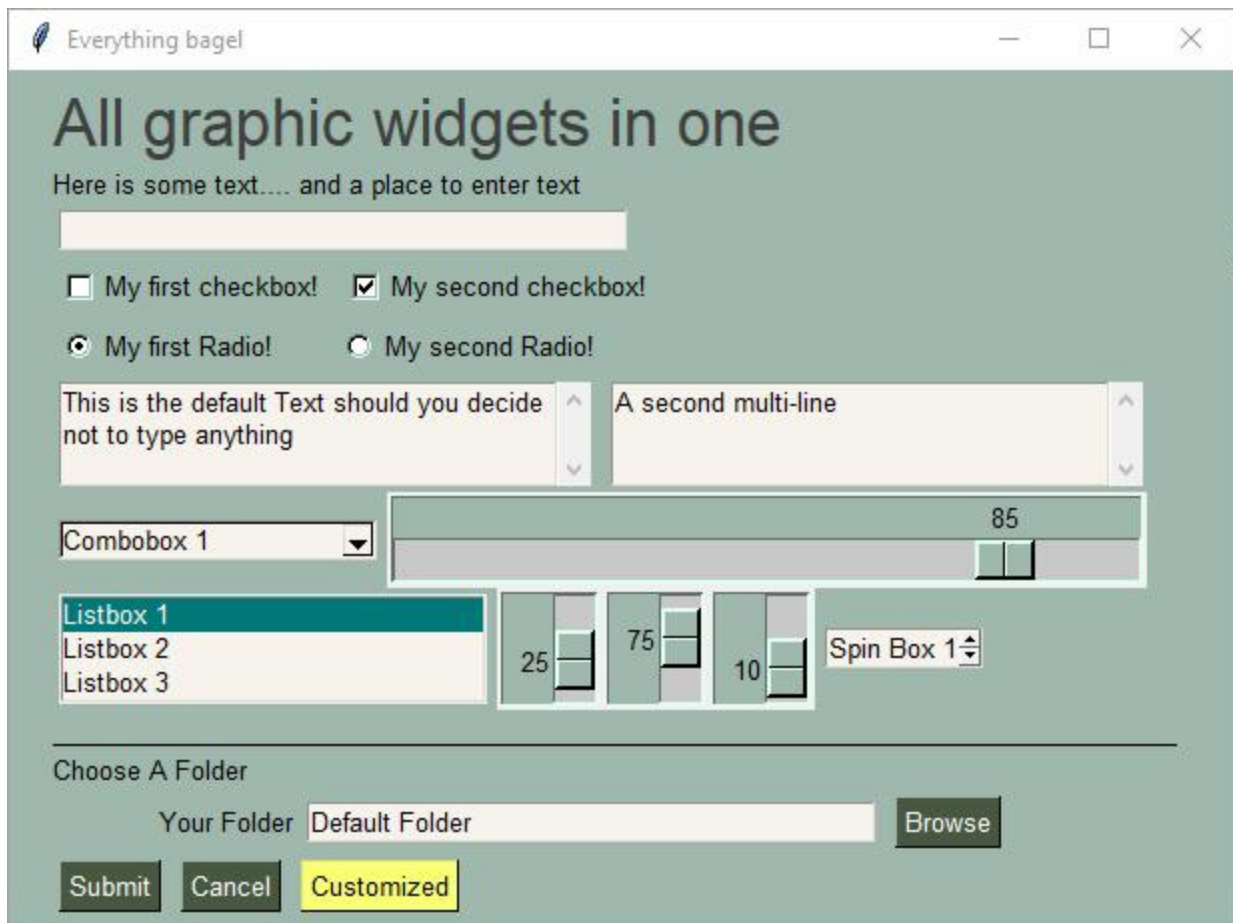 Everything bagel
All graphic widgets in one
Here is some text.... and a place to enter text
My first checkbox! My second checkbox!
My first Radio! My second Radio!
This is the default Text should you decide
not to type anything
A second multi-line
Combobox 1
85
Listbox 1
Listbox 2
Listbox 3
25
75
10
Spin Box 1
Choose A Folder
Your Folder Default Folder Browse
Submit Cancel Customized